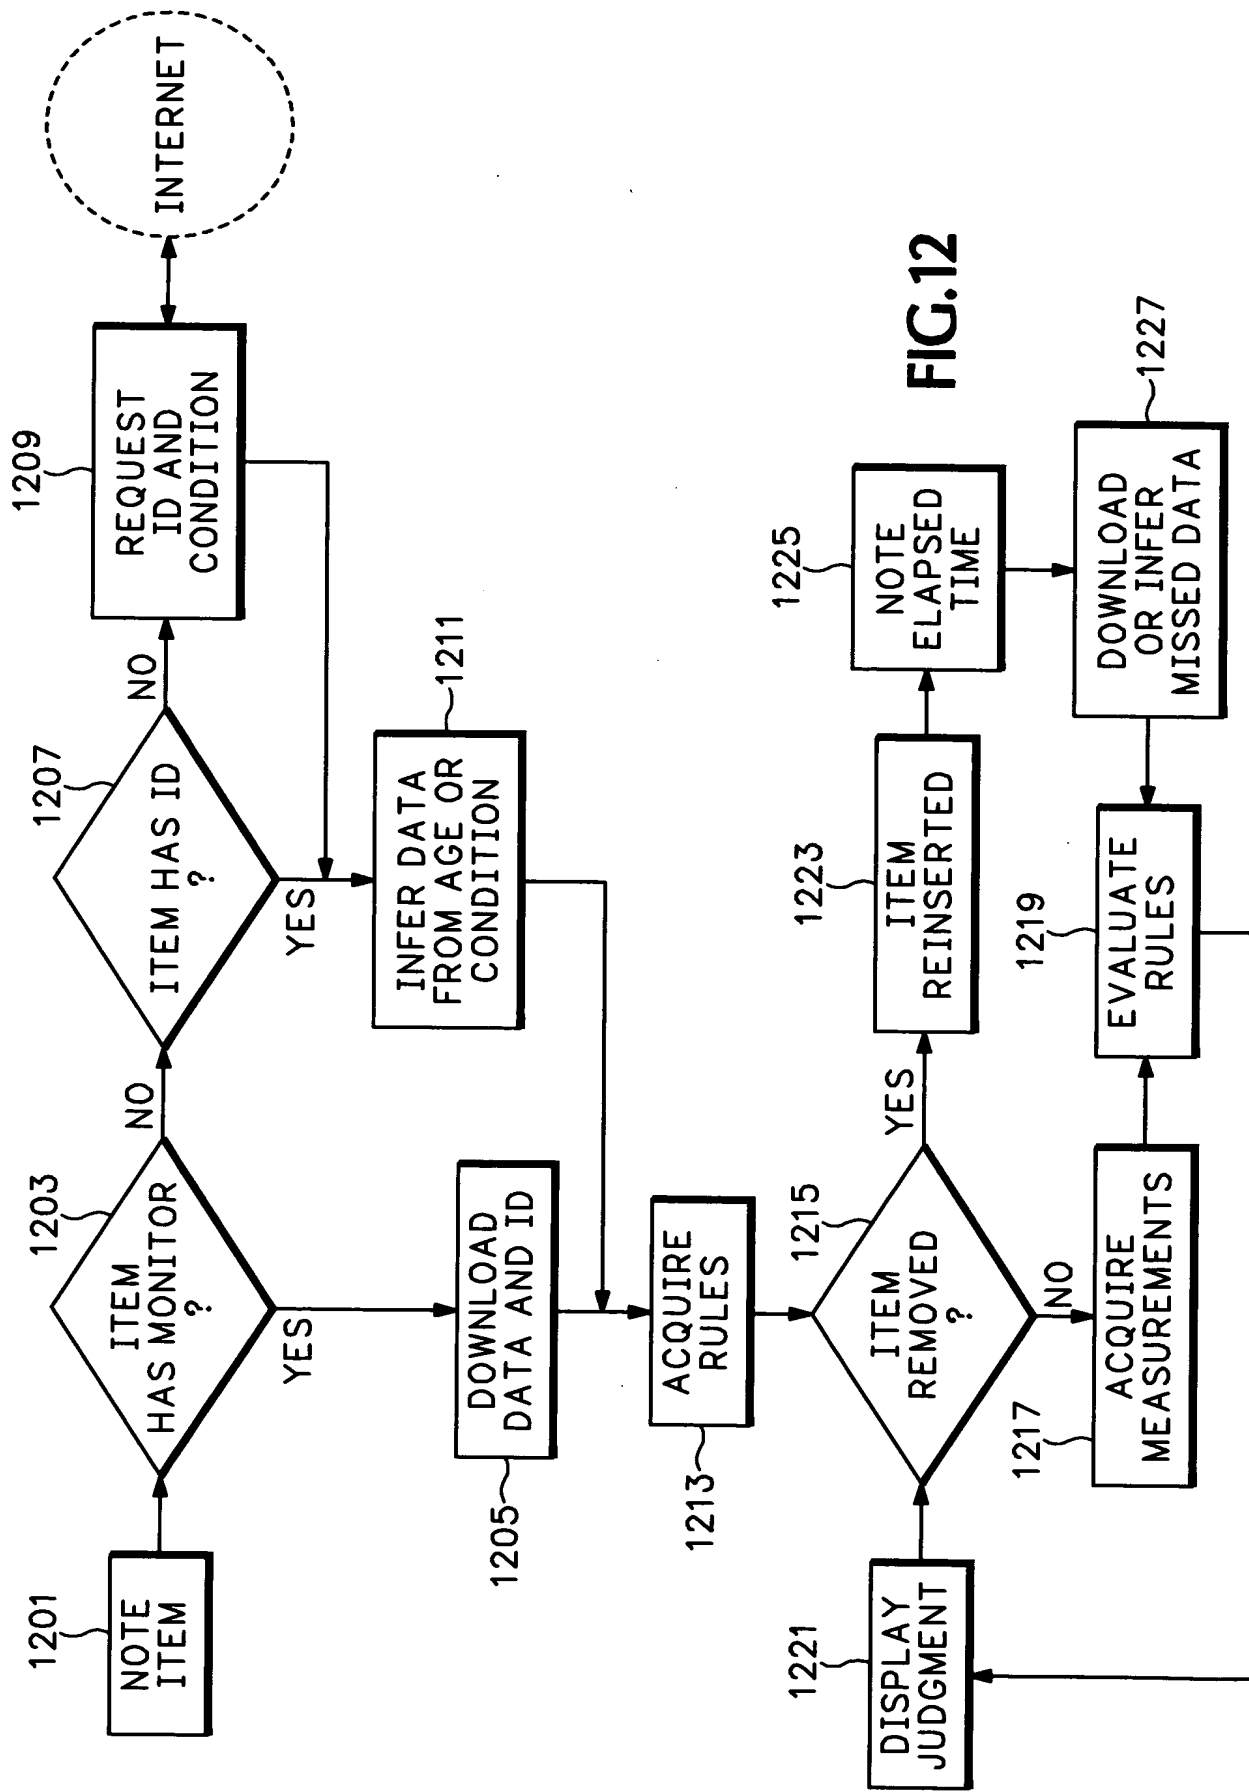 1201
NOTE
ITEM
1203
ITEM
HAS MONITOR
?
NO
YES
1207
ITEM HAS ID
?
NO
YES
1209
REQUEST
ID AND
CONDITION
INTERNET
1205
DOWNLOAD
DATA AND ID
1211
INFER DATA
FROM AGE OR
CONDITION
1213
ACQUIRE
RULES
1221
DISPLAY
JUDGMENT
1215
ITEM
REMOVED
?
YES
NO
1223
ITEM
REINSERTED
1225
NOTE
ELAPSED
TIME
FIG.12
1217
ACQUIRE
MEASUREMENTS
1219
EVALUATE
RULES
1227
DOWNLOAD
OR INFER
MISSED DATA